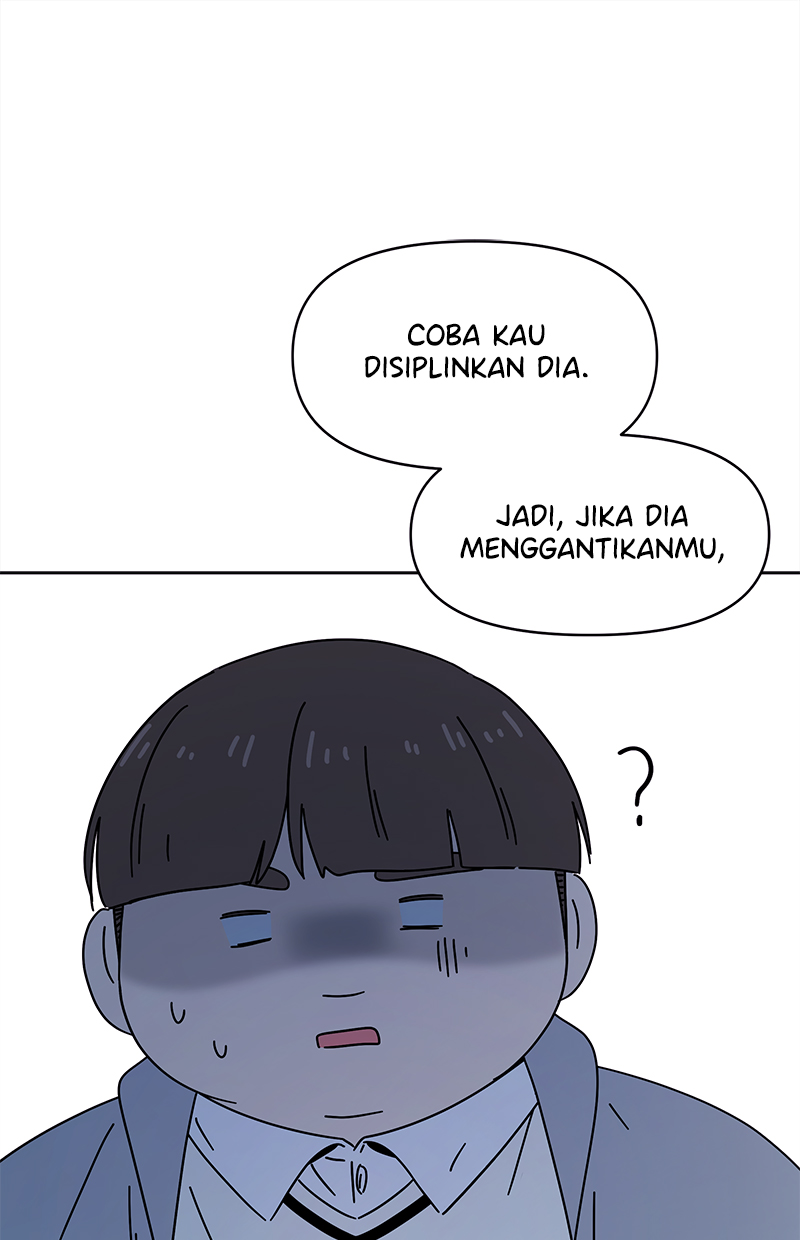 COBA KAU
DISIPLINKAN DIA.
JADI, JIKA DIA
MENGGANTIKANMU,
?